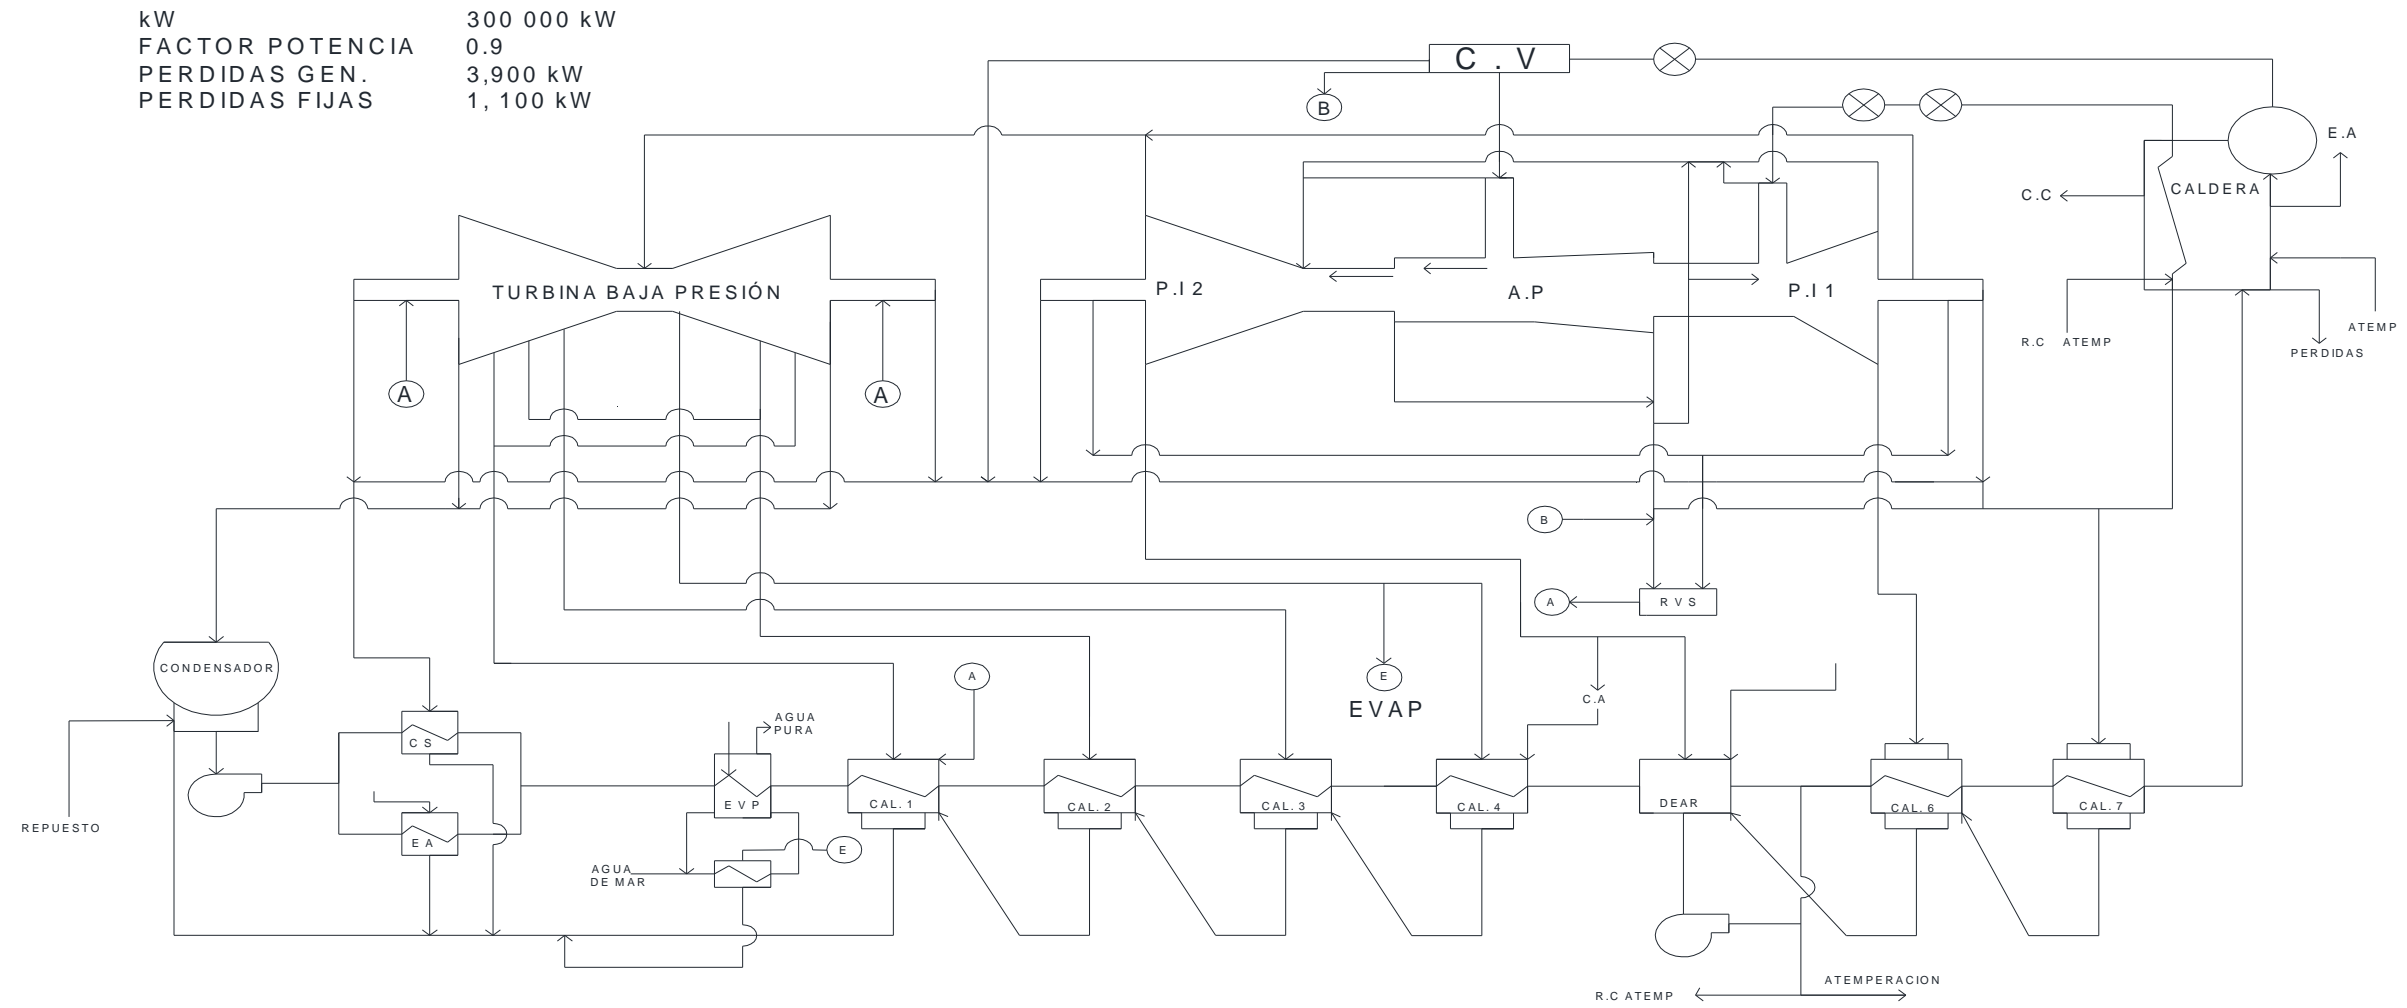 kW 300 000 kW
FACTOR POTENCIA 0.9
PERDIDAS GEN. 3,900 kW
PERDIDAS FIJAS 1, 100 kW
C . V
B
E.A
CALDERA
C.C
TURBINA BAJA PRESIÓN
P.I 2
A.P
P.I 1
ATEMP
R.C ATEMP
PERDIDAS
A
A
B
A
R V S
CONDENSADOR
A
E
EVAP
C.A
AGUA
PURA
C S
E V P
CAL. 1
CAL. 2
CAL. 3
CAL. 4
DEAR
CAL. 6
CAL. 7
REPUESTO
E A
E
AGUA
DE MAR
ATEMPERACION
R.C ATEMP